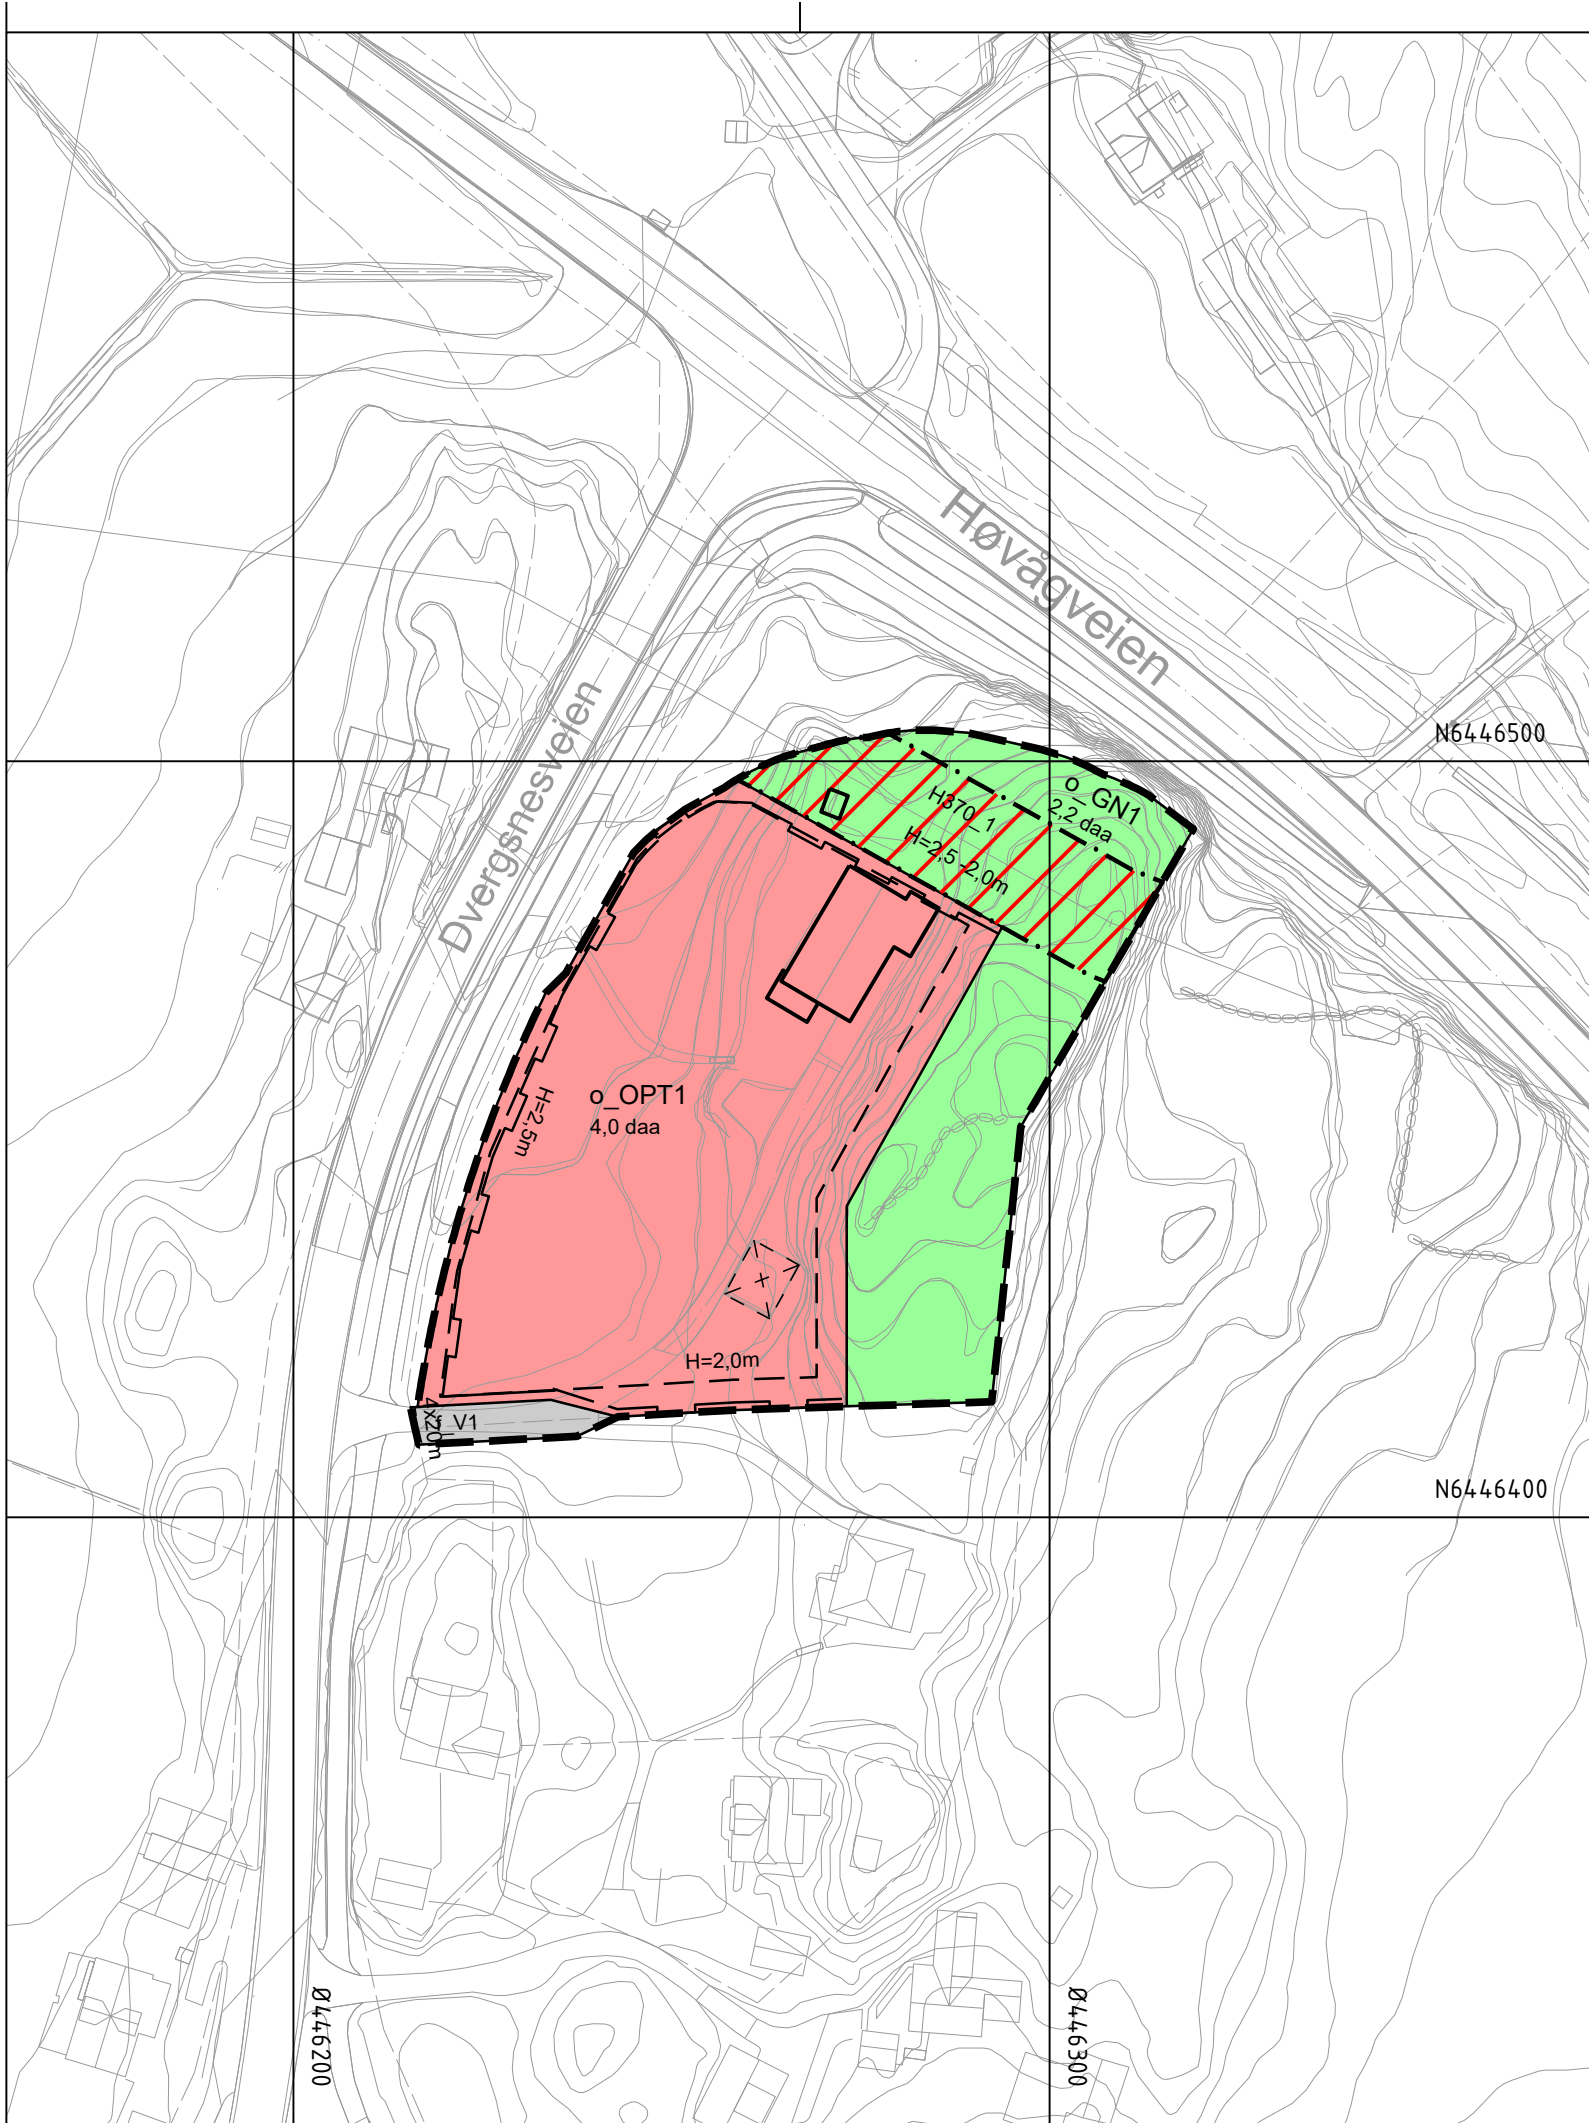 Høvågveien
N6446500
o_GN1
2,2 daa
H370_1
H=2,5 -2,0m
Dvergsnesveien
o_OPT1
4,0 daa
H=2,5m
H=2,0m
4x20m
f_V1
N6446400
Ø446200
Ø446300